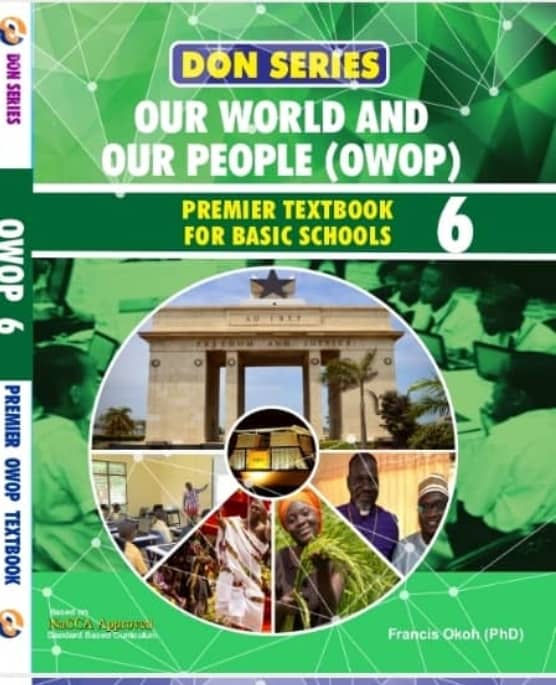 DON SERIES
OUR WORLD AND
OUR PEOPLE (OWOP)
PREMIER TEXTBOOK
FOR BASIC SCHOOLS
6
AD 1957
FREEDOM AND JUSTICE
Based on
NaCCA Approved
Standard Based Curriculum
Francis Okoh (PhD)
DON SERIES
OWOP 6
PREMIER OWOP TEXTBOOK